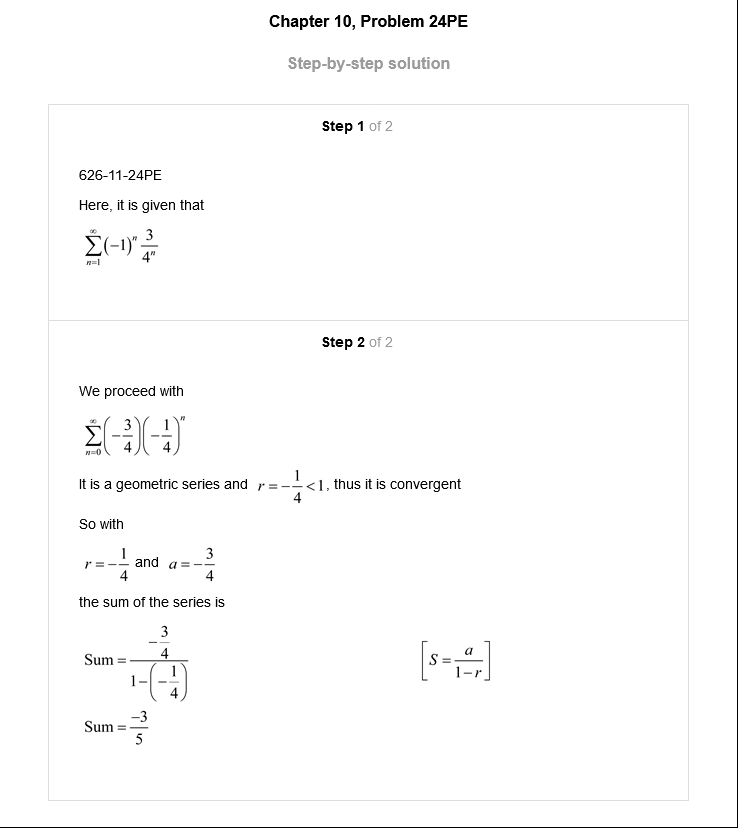 Chapter 10, Problem 24PE
Step-by-step solution
Step 1 of 2
626-11-24PE
Here, it is given that
$\sum_{n=1}^{\infty}(-1)^n \frac{3}{4^n}$
Step 2 of 2
We proceed with
$\sum_{n=0}^{\infty}\left(-\frac{3}{4}\right)\left(-\frac{1}{4}\right)^n$
It is a geometric series and $r=-\frac{1}{4}<1$, thus it is convergent
So with
$r=-\frac{1}{4}$ and $a=-\frac{3}{4}$
the sum of the series is
$\text{Sum}=\frac{-\frac{3}{4}}{1-\left(-\frac{1}{4}\right)}$ $\left[S=\frac{a}{1-r}\right]$
$\text{Sum}=\frac{-3}{5}$